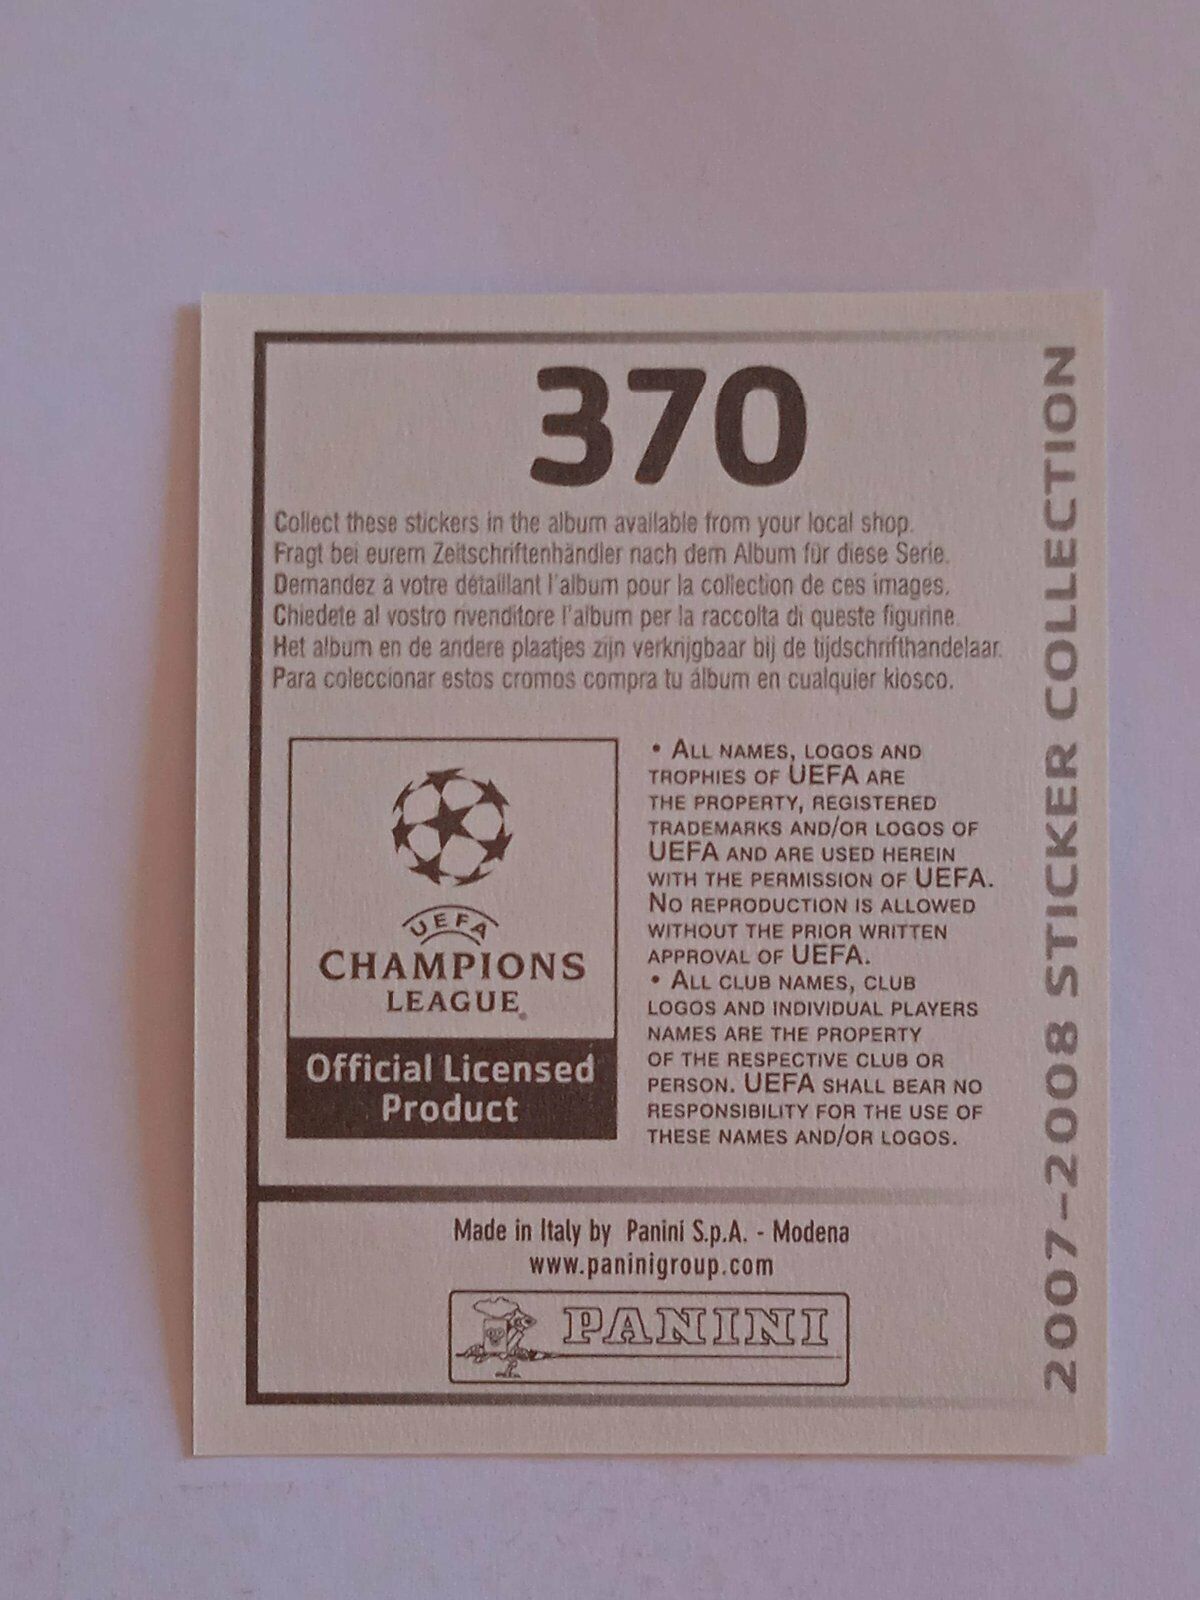 370
Collect these stickers in the album available from your local shop.
Fragt bei eurem Zeitschriftenhändler nach dem Album für diese Serie.
Demandez à votre détaillant l'album pour la collection de ces images.
Chiedete al vostro rivenditore l'album per la raccolta di queste figurine.
Het album en de andere plaatjes zijn verkrijgbaar bij de tijdschrifthandelaar.
Para coleccionar estos cromos compra tu álbum en cualquier kiosco.
UEFA
CHAMPIONS
LEAGUE®
Official Licensed
Product
• ALL NAMES, LOGOS AND
TROPHIES OF UEFA ARE
THE PROPERTY, REGISTERED
TRADEMARKS AND/OR LOGOS OF
UEFA AND ARE USED HEREIN
WITH THE PERMISSION OF UEFA.
NO REPRODUCTION IS ALLOWED
WITHOUT THE PRIOR WRITTEN
APPROVAL OF UEFA.
• ALL CLUB NAMES, CLUB
LOGOS AND INDIVIDUAL PLAYERS
NAMES ARE THE PROPERTY
OF THE RESPECTIVE CLUB OR
PERSON. UEFA SHALL BEAR NO
RESPONSIBILITY FOR THE USE OF
THESE NAMES AND/OR LOGOS.
Made in Italy by Panini S.p.A. - Modena
www.paninigroup.com
PANINI
2007-2008 STICKER COLLECTION